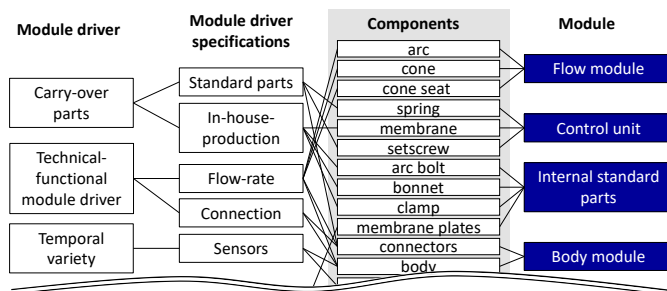 Module driver
Module driver
specifications
Components
Module
Carry-over
parts
Technical-
functional
module driver
Temporal
variety
Standard parts
In-house-
production
Flow-rate
Connection
Sensors
arc
cone
cone seat
spring
membrane
setscrew
arc bolt
bonnet
clamp
membrane plates
connectors
body
Flow module
Control unit
Internal standard
parts
Body module